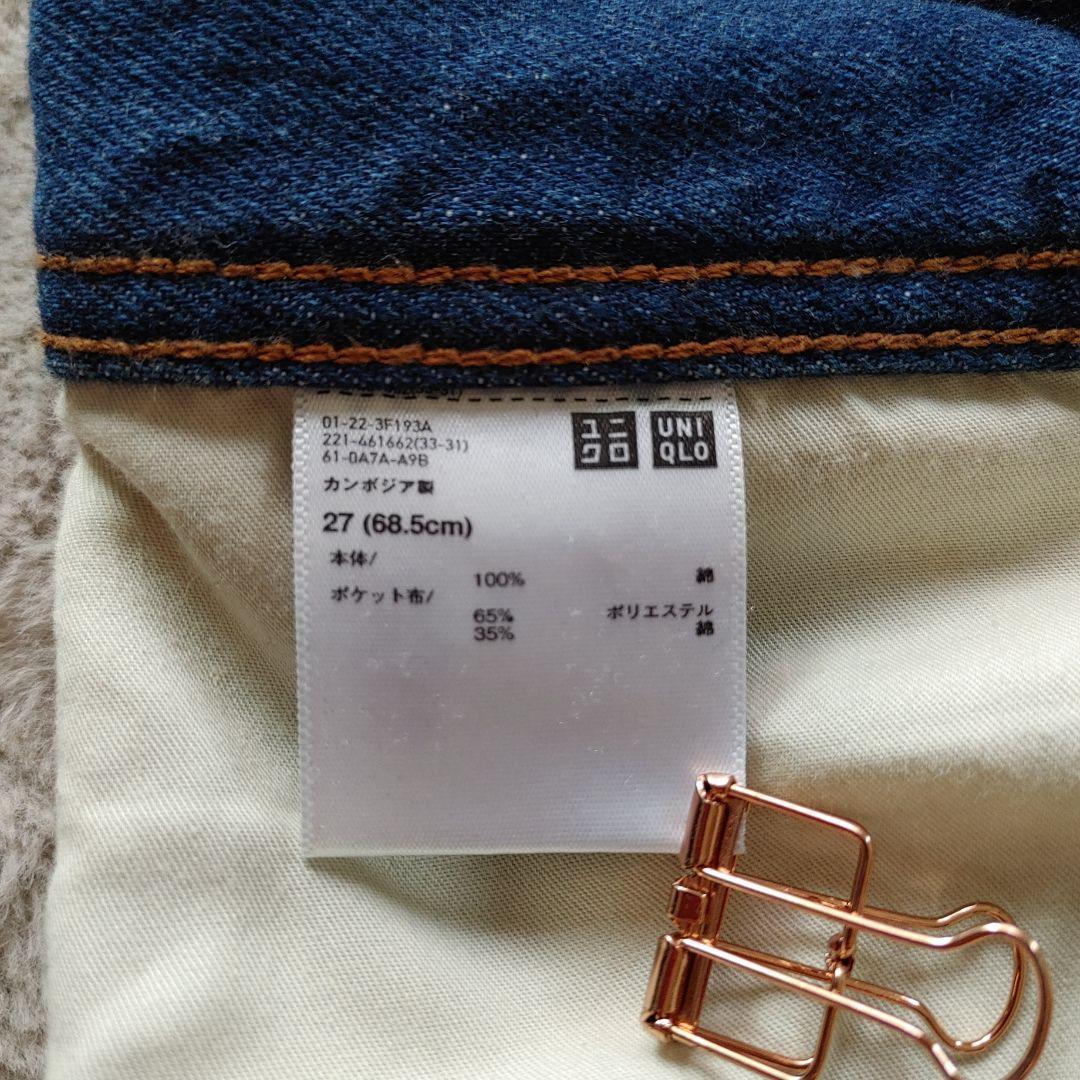 01-22-3F193A
221-461662(33-31)
61-0A7A-A9B
ユニクロ
UNIQLO
カンボジア製
27 (68.5cm)
本体/
100% 綿
ポケット布/
65% ポリエステル
35% 綿